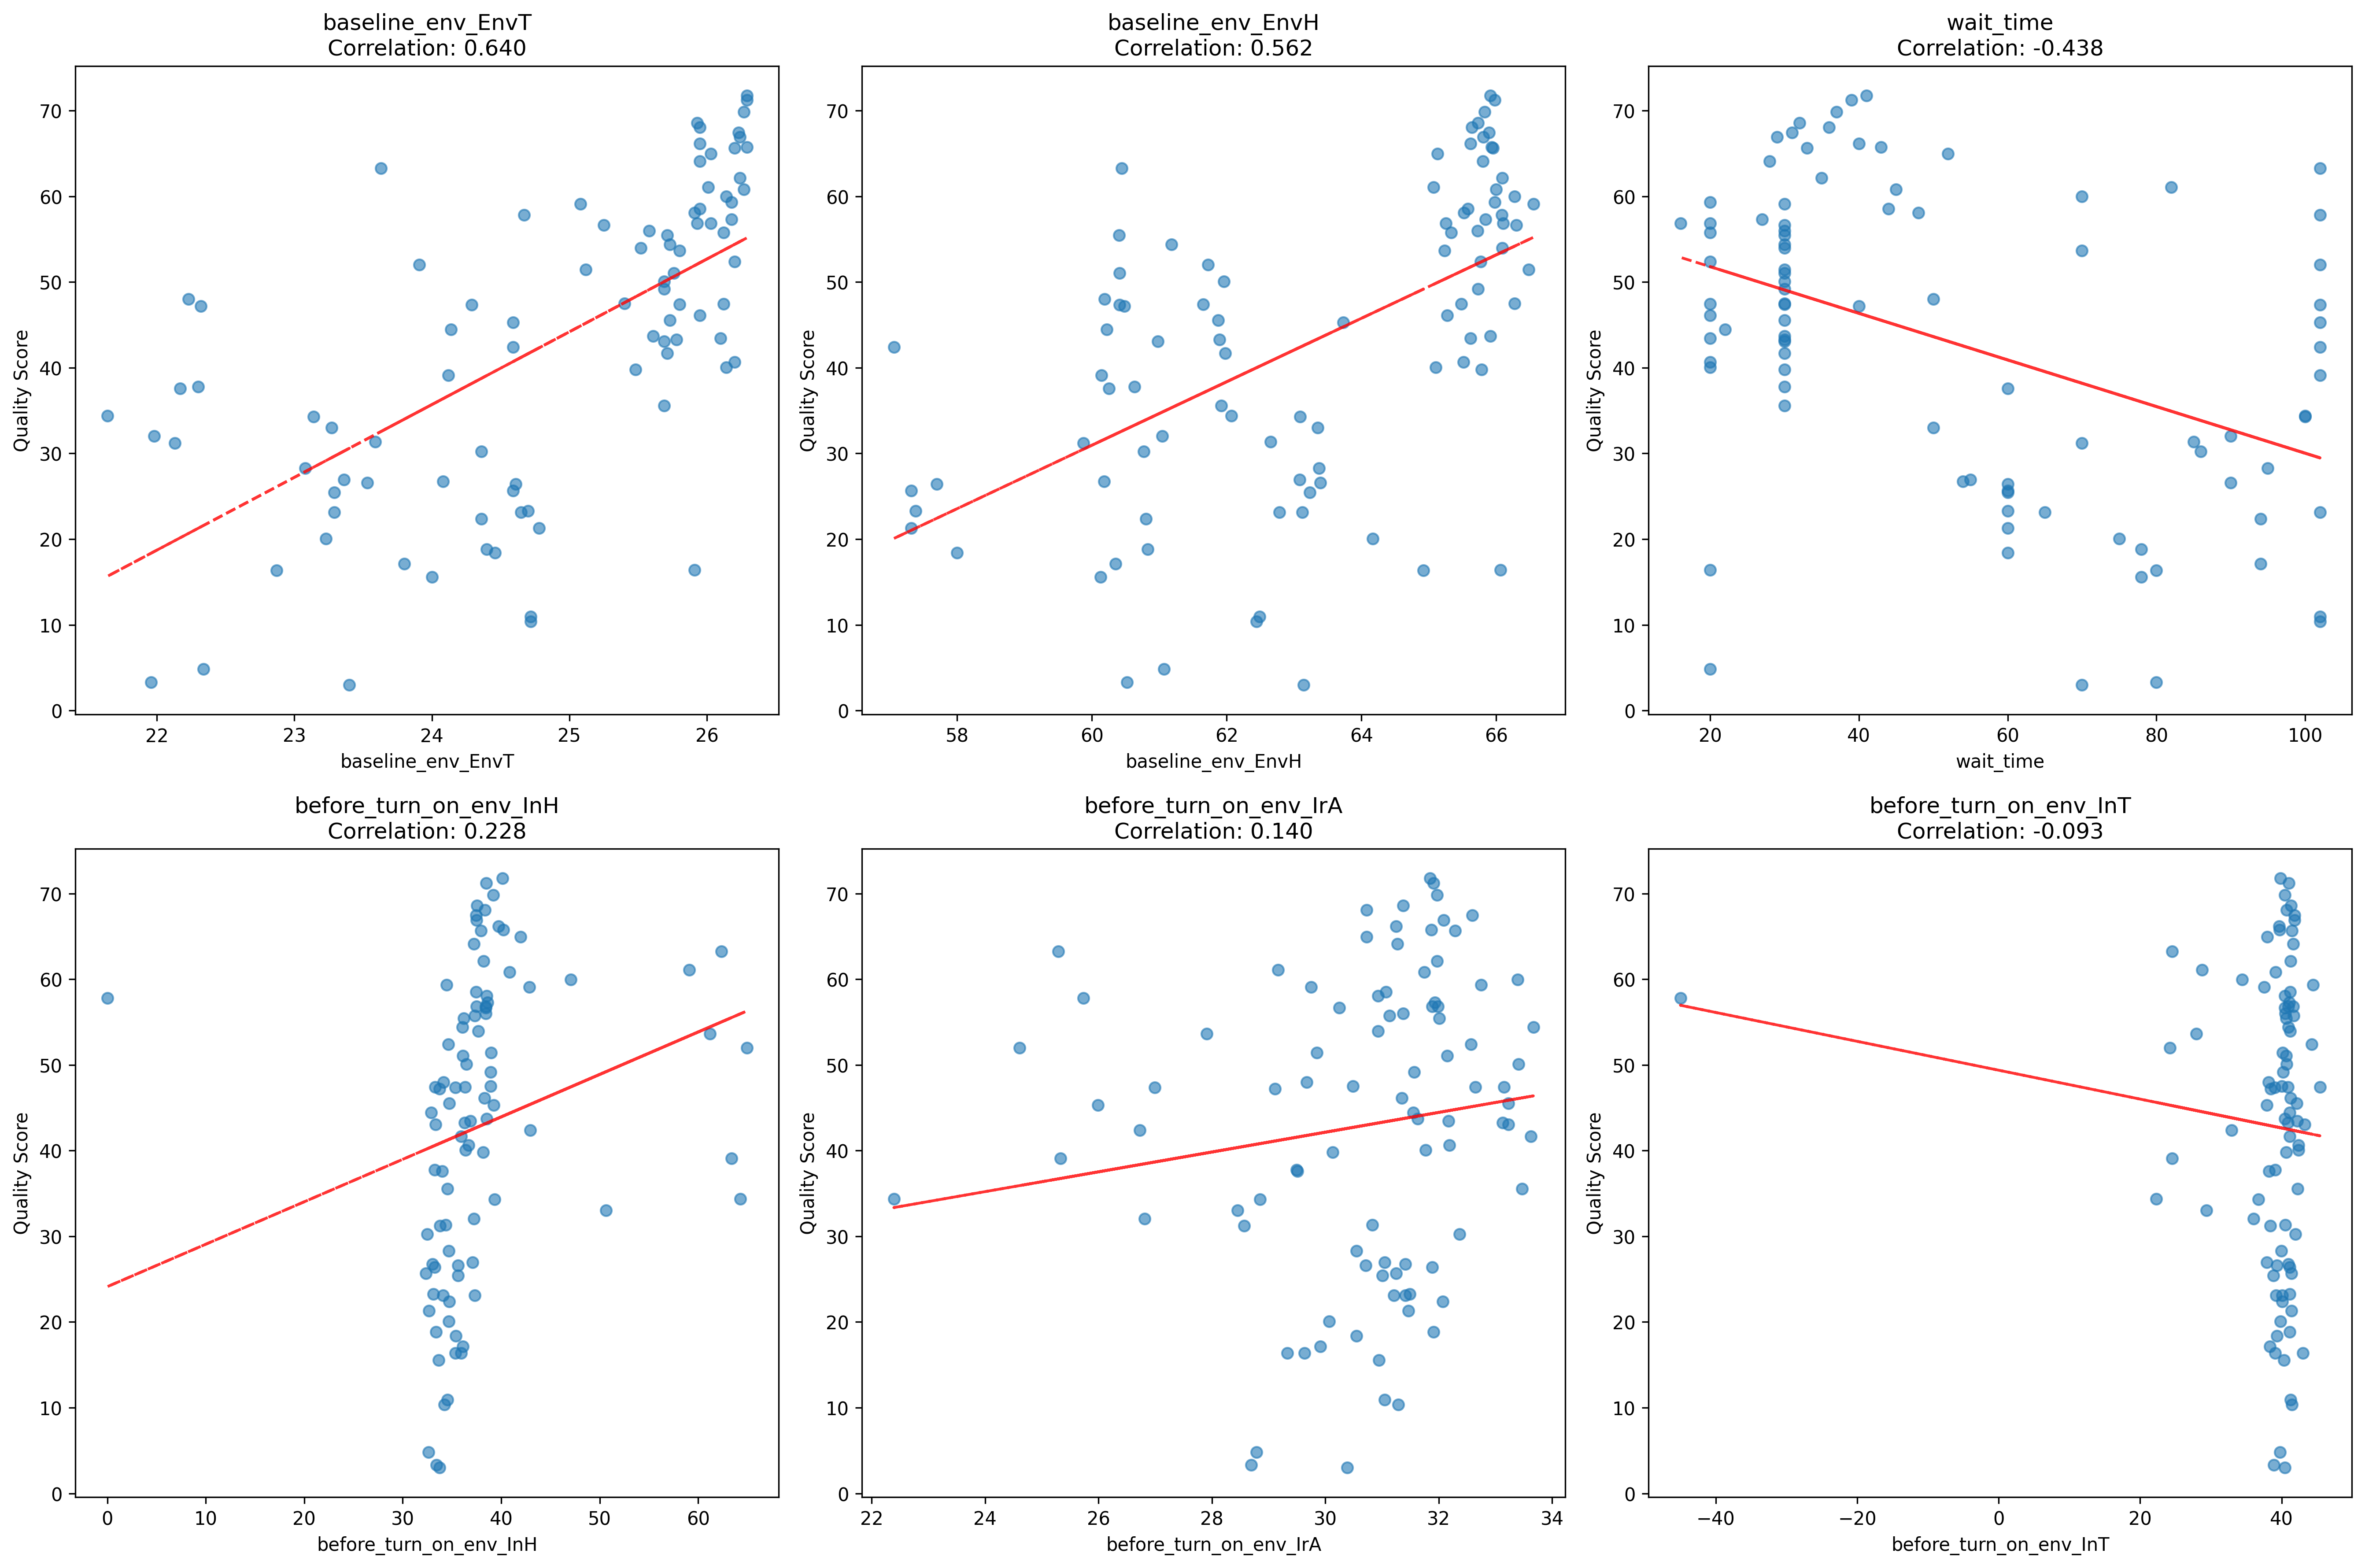 baseline_env_EnvT
Correlation: 0.640
70
60
50
40
30
20
10
0
Quality Score
22 23 24 25 26
baseline_env_EnvT
baseline_env_EnvH
Correlation: 0.562
70
60
50
40
30
20
10
0
Quality Score
58 60 62 64 66
baseline_env_EnvH
wait_time
Correlation: -0.438
70
60
50
40
30
20
10
0
Quality Score
20 40 60 80 100
wait_time
before_turn_on_env_InH
Correlation: 0.228
70
60
50
40
30
20
10
0
Quality Score
0 10 20 30 40 50 60
before_turn_on_env_InH
before_turn_on_env_IrA
Correlation: 0.140
70
60
50
40
30
20
10
0
Quality Score
22 24 26 28 30 32 34
before_turn_on_env_IrA
before_turn_on_env_InT
Correlation: -0.093
70
60
50
40
30
20
10
0
Quality Score
−40 −20 0 20 40
before_turn_on_env_InT